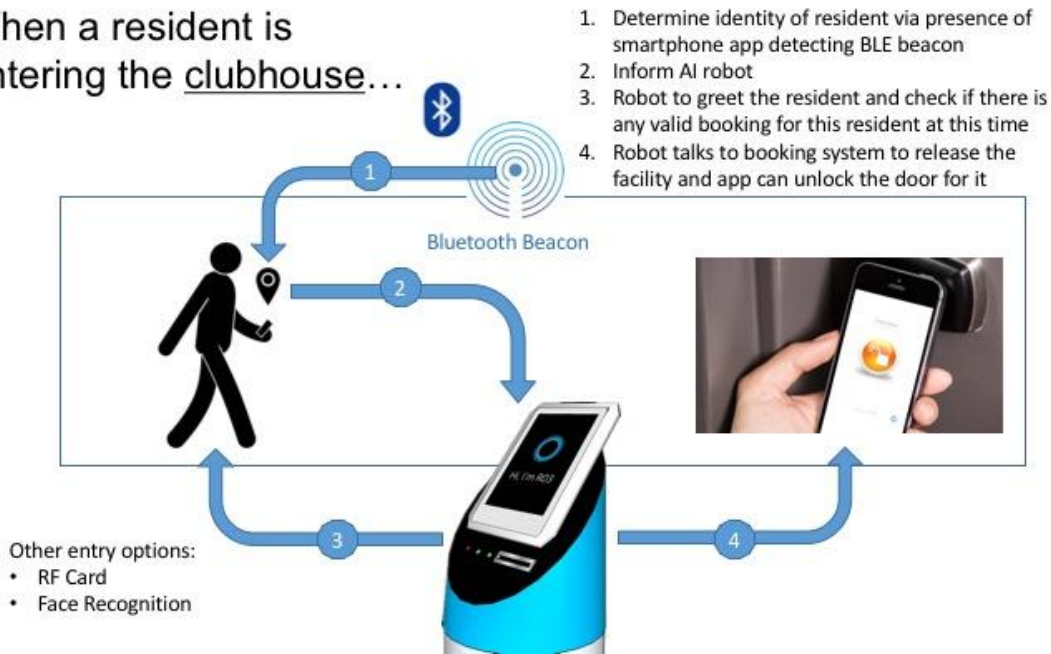 hen a resident is
ntering the clubhouse...
1. Determine identity of resident via presence of
smartphone app detecting BLE beacon
2. Inform AI robot
3. Robot to greet the resident and check if there is
any valid booking for this resident at this time
4. Robot talks to booking system to release the
facility and app can unlock the door for it
1
Bluetooth Beacon
2
Hi, I'm R03
3
4
Other entry options:
• RF Card
• Face Recognition